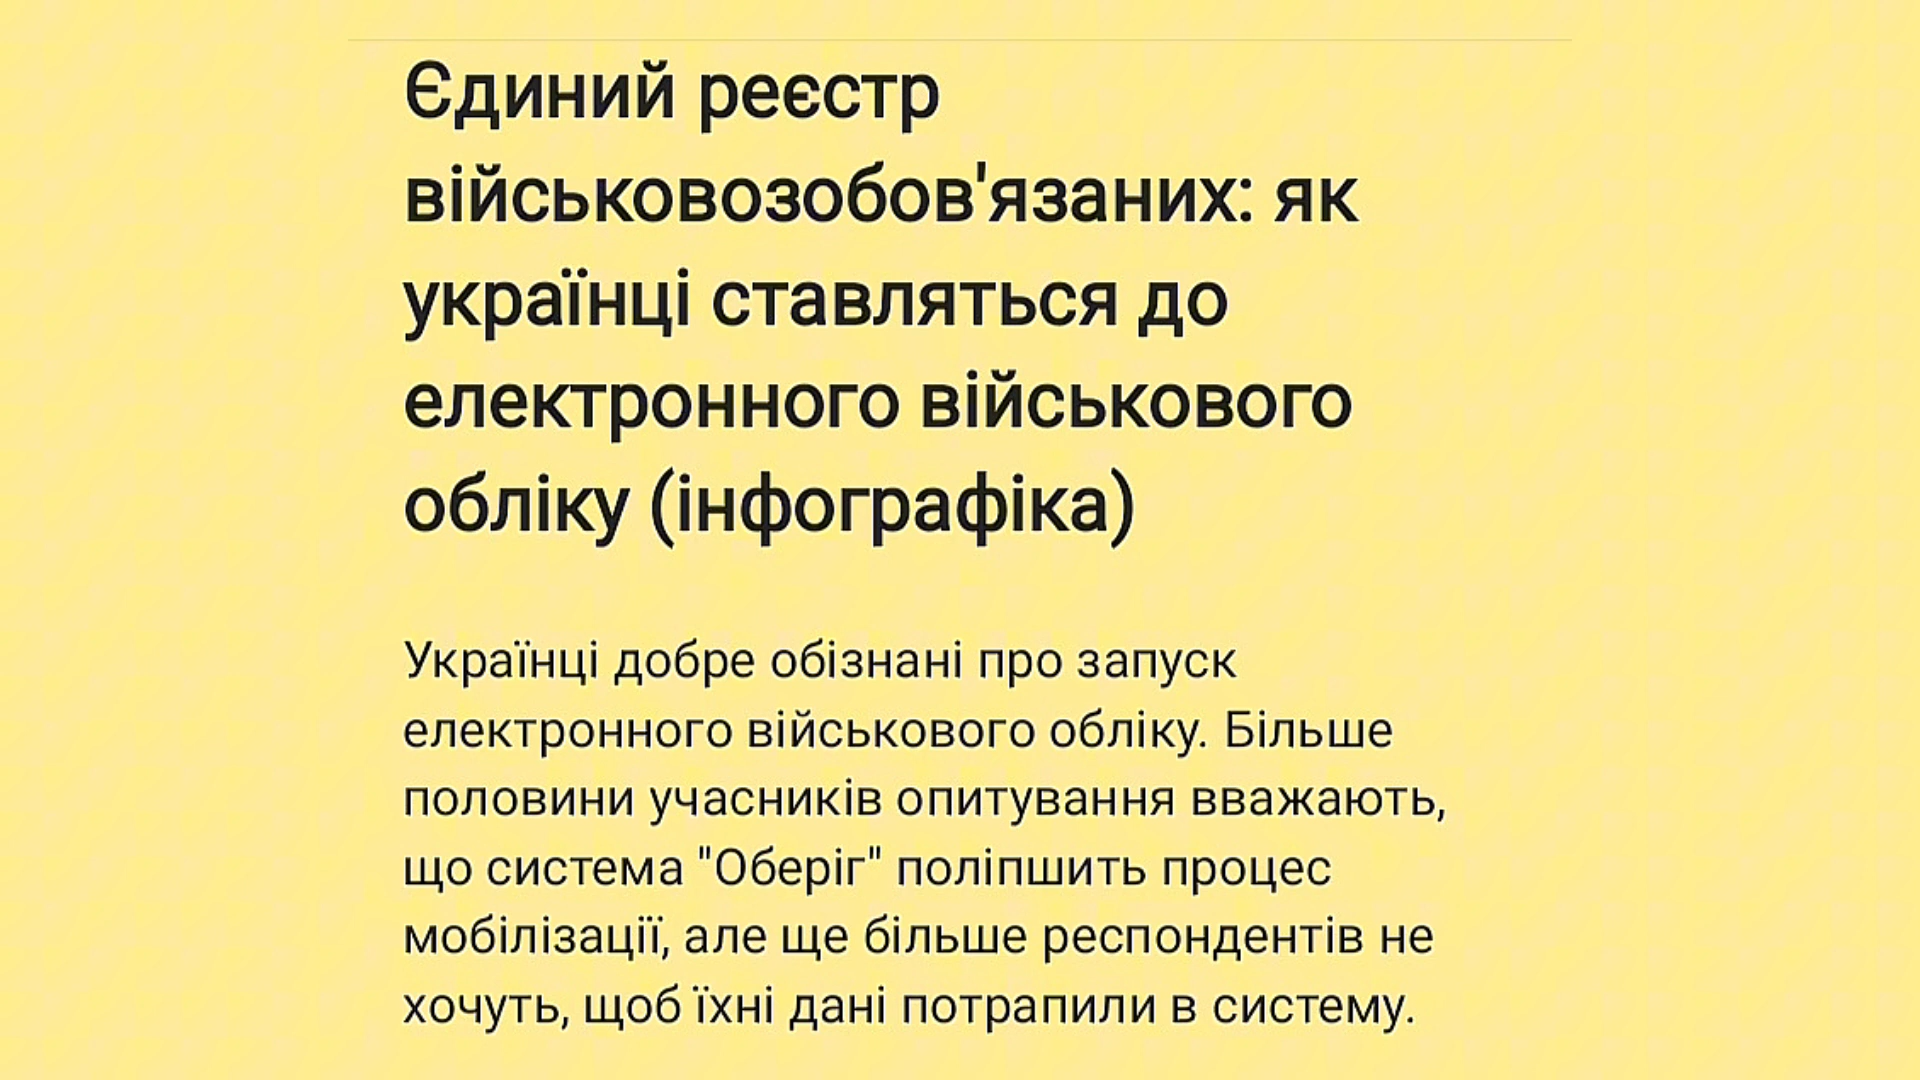 Єдиний реєстр
військовозобов'язаних: як
українці ставляться до
електронного військового
обліку (інфографіка)
Українці добре обізнані про запуск
електронного військового обліку. Більше
половини учасників опитування вважають,
що система "Оберіг" поліпшить процес
мобілізації, але ще більше респондентів не
хочуть, щоб їхні дані потрапили в систему.